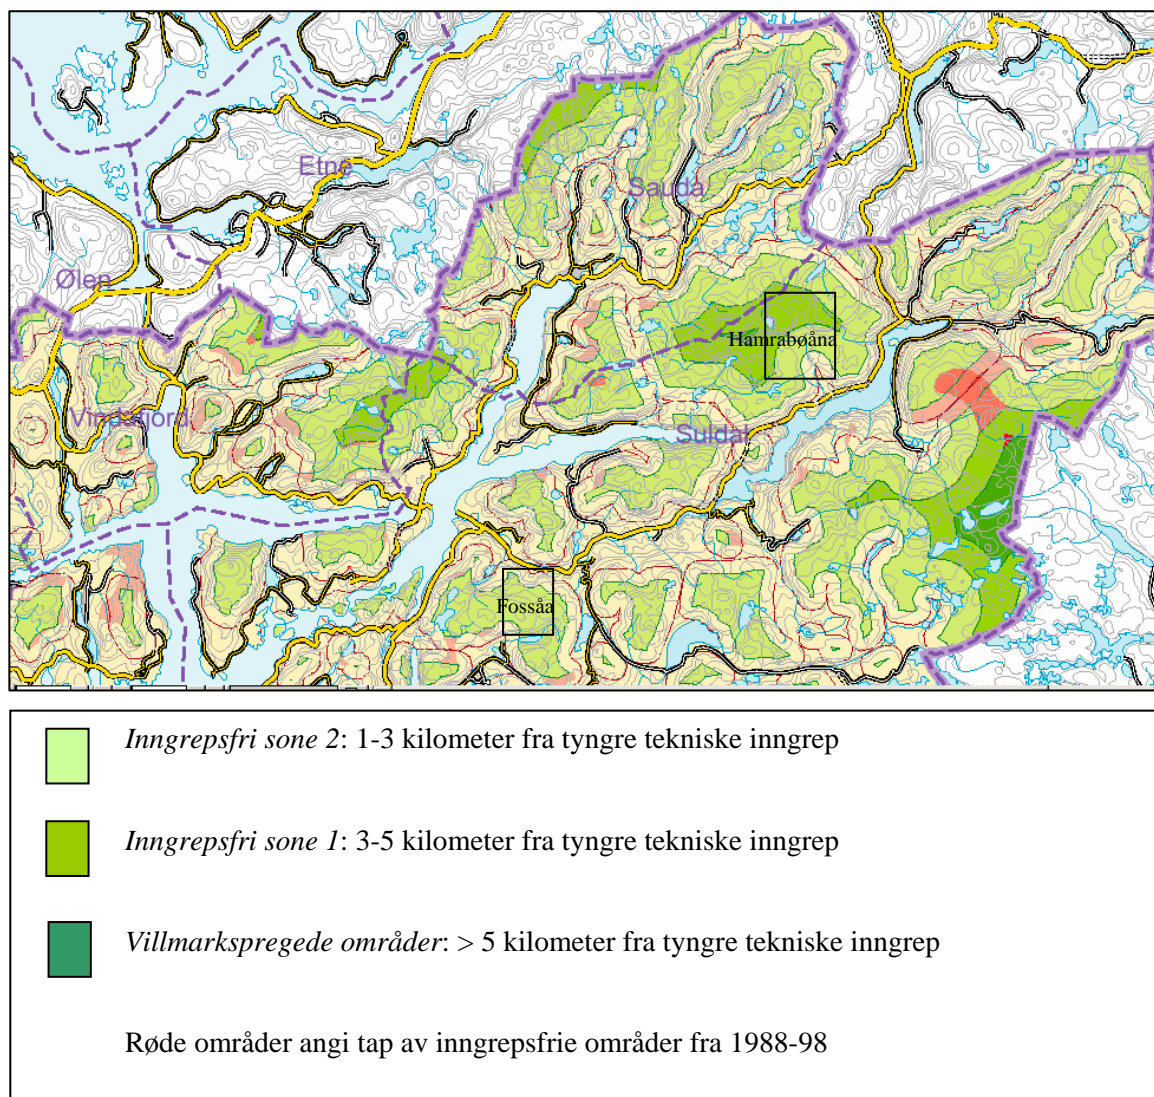 Etne
Sauda
Ølen
Hamrabøåna
Vindafjord
Suldal
Fossåa
Inngrepsfri sone 2: 1-3 kilometer fra tyngre tekniske inngrep
Inngrepsfri sone 1: 3-5 kilometer fra tyngre tekniske inngrep
Villmarkspregede områder: > 5 kilometer fra tyngre tekniske inngrep
Røde områder angi tap av inngrepsfrie områder fra 1988-98